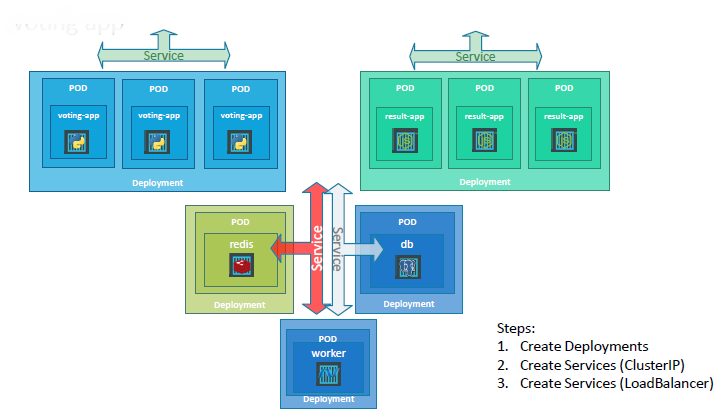 voting-app
Service
Service
POD
POD
POD
voting-app
voting-app
voting-app
Deployment
POD
POD
POD
result-app
result-app
result-app
Deployment
POD
redis
Deployment
Service
Service
POD
db
Deployment
POD
worker
Deployment
Steps:
1. Create Deployments
2. Create Services (ClusterIP)
3. Create Services (LoadBalancer)